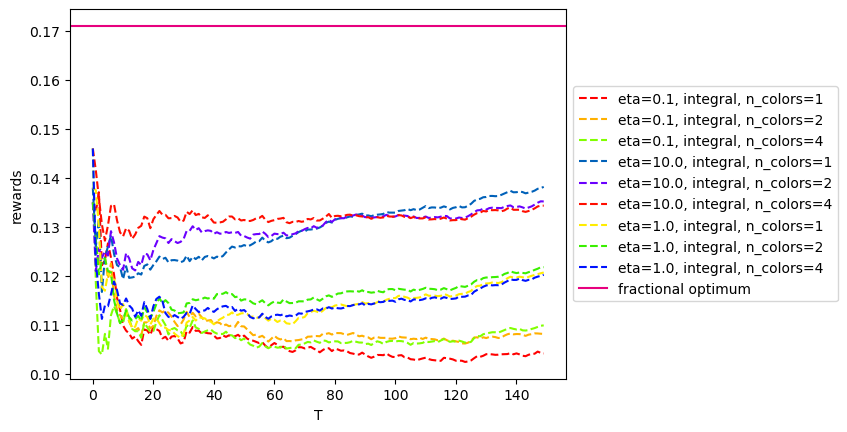 0.17
0.16
0.15
0.14
0.13
0.12
0.11
0.10
rewards
0 20 40 60 80 100 120 140
T
eta=0.1, integral, n_colors=1
eta=0.1, integral, n_colors=2
eta=0.1, integral, n_colors=4
eta=10.0, integral, n_colors=1
eta=10.0, integral, n_colors=2
eta=10.0, integral, n_colors=4
eta=1.0, integral, n_colors=1
eta=1.0, integral, n_colors=2
eta=1.0, integral, n_colors=4
fractional optimum